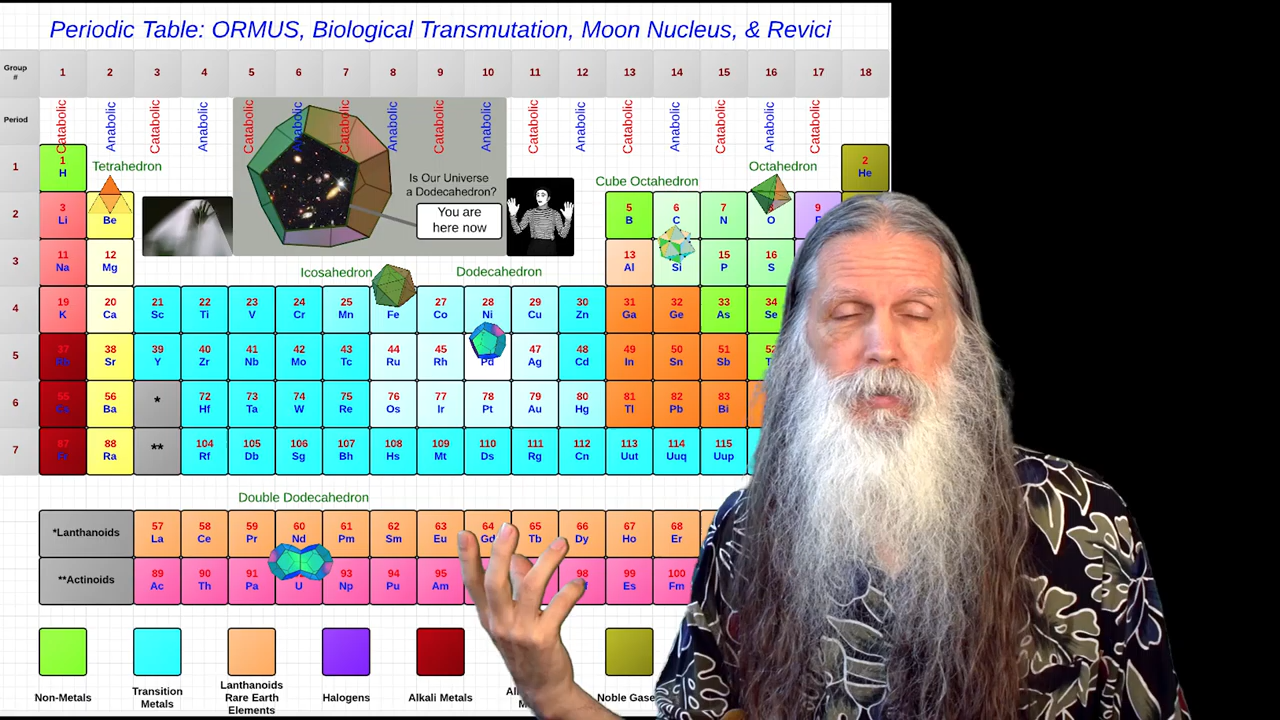 Periodic Table: ORMUS, Biological Transmutation, Moon Nucleus, & Revici
Group # 1 2 3 4 5 6 7 8 9 10 11 12 13 14 15 16 17 18
Period Catabolic Anabolic Catabolic Anabolic Catabolic Anabolic Catabolic Anabolic Catabolic Anabolic Catabolic Anabolic Catabolic Anabolic Catabolic Anabolic Catabolic
Tetrahedron
Octahedron
Is Our Universe
a Dodecahedron?
Cube Octahedron
You are
here now
1 1 H 2 He
2 3 Li Be 5 B 6 C 7 N O 9
3 11 Na 12 Mg 13 Al Si 15 P 16 S
Icosahedron
Dodecahedron
4 19 K 20 Ca 21 Sc 22 Ti 23 V 24 Cr 25 Mn Fe 27 Co 28 Ni 29 Cu 30 Zn 31 Ga 32 Ge 33 As 34 Se
5 37 38 Sr 39 Y 40 Zr 41 Nb 42 Mo 43 Tc 44 Ru 45 Rh Pd 47 Ag 48 Cd 49 In 50 Sn 51 Sb
6 55 56 Ba * 72 Hf 73 Ta 74 W 75 Re 76 Os 77 Ir 78 Pt 79 Au 80 Hg 81 Tl 82 Pb 83 Bi
7 87 88 Ra ** 104 Rf 105 Db 106 Sg 107 Bh 108 Hs 109 Mt 110 Ds 111 Rg 112 Cn 113 Uut 114 Uuq 115 Uup
Double Dodecahedron
*Lanthanoids 57 La 58 Ce 59 Pr 60 Nd 61 Pm 62 Sm 63 Eu 64 Gd 65 Tb 66 Dy 67 Ho 68 Er
**Actinoids 89 Ac 90 Th 91 Pa U 93 Np 94 Pu 95 Am 98 99 Es 100 Fm
Non-Metals
Transition
Metals
Lanthanoids
Rare Earth
Elements
Halogens
Alkali Metals
Noble Gase